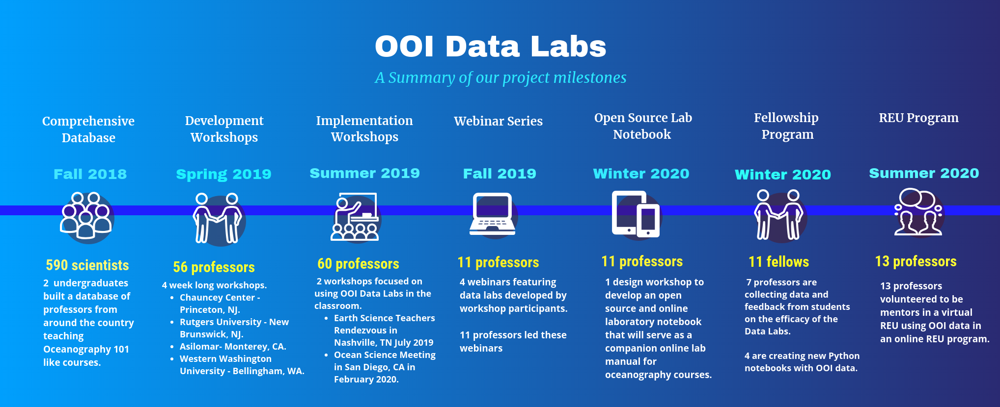 OOI Data Labs
A Summary of our project milestones
Comprehensive
Database
Fall 2018
590 scientists
2  undergraduates
built a database of
professors from
around the country
teaching
Oceanography 101
like courses.
Development
Workshops
Spring 2019
56 professors
4 week long workshops.
• Chauncey Center -
Princeton, NJ.
• Rutgers University - New
Brunswick, NJ.
• Asilomar- Monterey, CA.
• Western Washington
University - Bellingham, WA.
Implementation
Workshops
Summer 2019
60 professors
2 workshops focused on
using OOI Data Labs in the
classroom.
• Earth Science Teachers
Rendezvous in
Nashville, TN July 2019
• Ocean Science Meeting
in San Diego, CA in
February 2020.
Webinar Series
Fall 2019
11 professors
4 webinars featuring
data labs developed by
workshop participants.
11 professors led these
webinars
Open Source Lab
Notebook
Winter 2020
11 professors
1 design workshop to
develop an open
source and online
laboratory notebook
that will serve as a
companion online lab
manual for
oceanography courses.
Fellowship
Program
Winter 2020
11 fellows
7 professors are
collecting data and
feedback from students
on the efficacy of the
Data Labs.
4 are creating new Python
notebooks with OOI data.
REU Program
Summer 2020
13 professors
13 professors
volunteered to be
mentors in a virtual
REU using OOI data in
an online REU program.